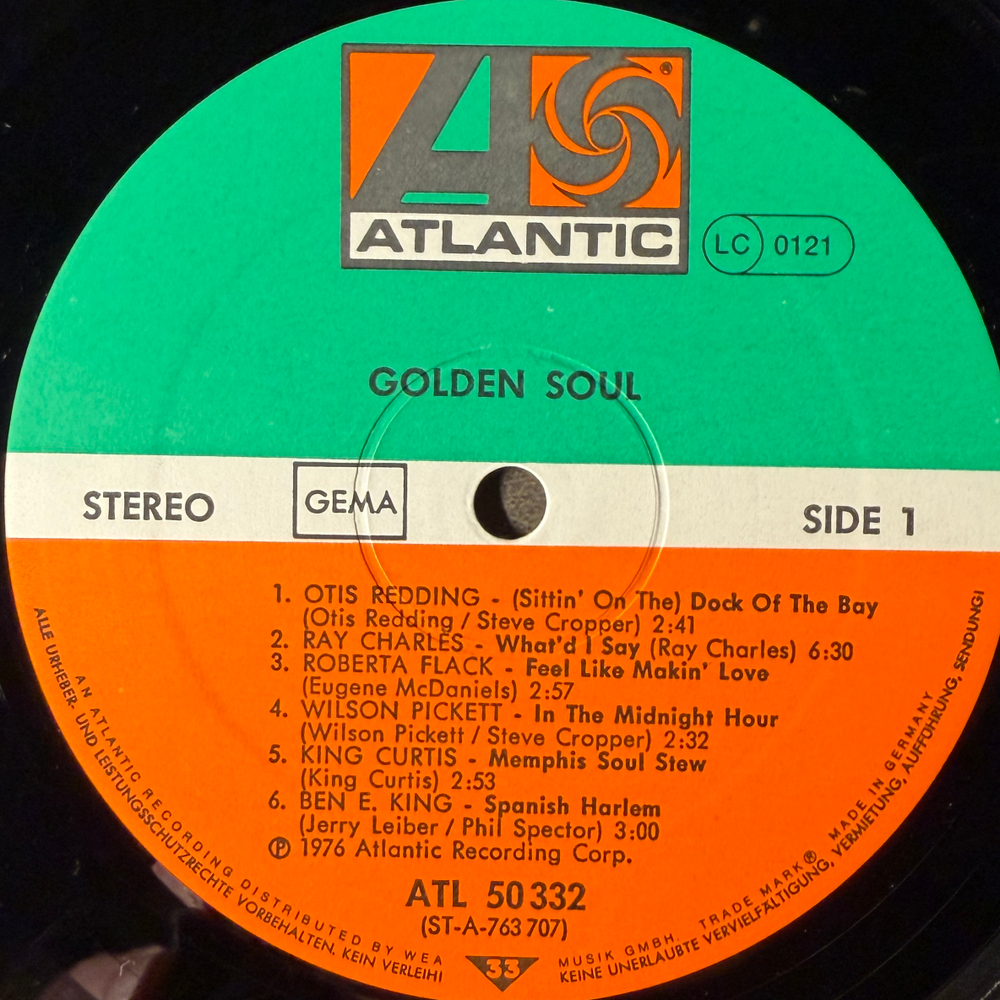 ATLANTIC
®
LC 0121
GOLDEN SOUL
STEREO
GEMA
SIDE 1
1. OTIS REDDING - (Sittin' On The) Dock Of The Bay
(Otis Redding / Steve Cropper) 2:41
2. RAY CHARLES - What'd I Say (Ray Charles) 6:30
3. ROBERTA FLACK - Feel Like Makin' Love
(Eugene McDaniels) 2:57
4. WILSON PICKETT - In The Midnight Hour
(Wilson Pickett / Steve Cropper) 2:32
5. KING CURTIS - Memphis Soul Stew
(King Curtis) 2:53
6. BEN E. KING - Spanish Harlem
(Jerry Leiber / Phil Spector) 3:00
℗ 1976 Atlantic Recording Corp.
ATL 50 332
(ST-A-763 707)
33
AN ATLANTIC RECORDING DISTRIBUTED BY WEA MUSIK GMBH. TRADE MARK® MADE IN GERMANY
ALLE URHEBER- UND LEISTUNGSSCHUTZRECHTE VORBEHALTEN. KEIN VERLEIH! KEINE UNERLAUBTE VERVIELFÄLTIGUNG, VERMIETUNG, AUFFÜHRUNG, SENDUNG!